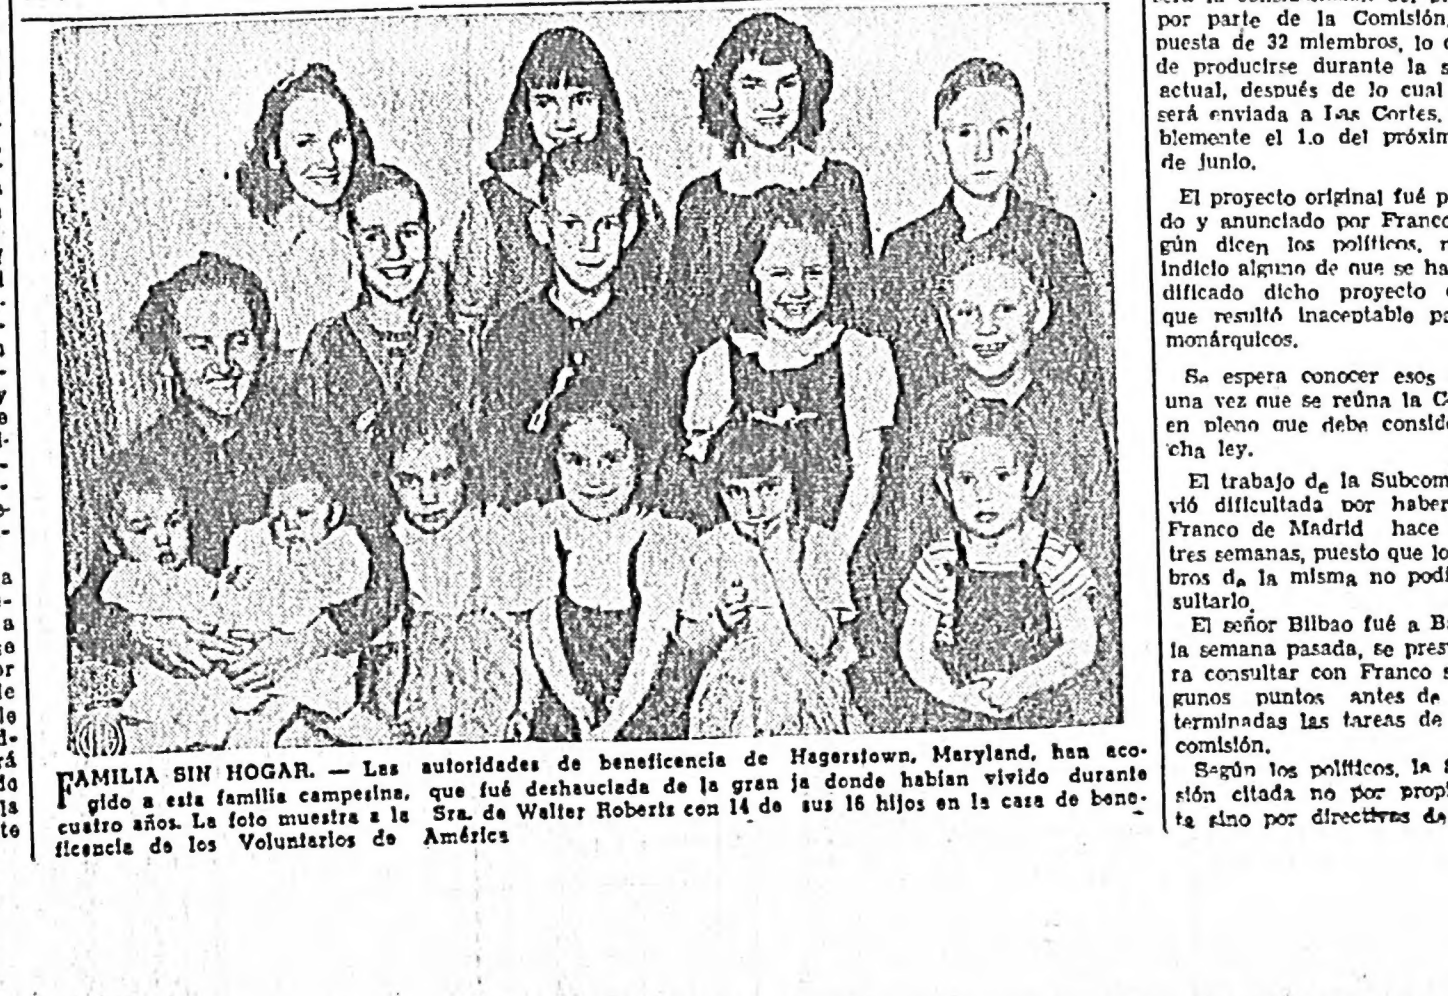 FAMILIA SIN HOGAR. — Las autoridades de beneficencia de Hagerstown, Maryland, han aco-
gido a esta familia campesina, que fué deshauciada de la gran ja donde habían vivido durante
cuatro años. La foto muestra a la Sra. de Walter Roberts con 14 de sus 16 hijos en la casa de bene-
ficencia de los Voluntarios de América
por parte de la Comisión,
puesta de 32 miembros, lo
de producirse durante la
actual, después de lo cual
será enviada a Las Cortes,
blemente el 1.o del próxim
de junio.
El proyecto original fué p
do y anunciado por Franco
gún dicen los políticos,
indicio alguno de que se ha
dificado dicho proyecto
que resultó inaceptable pa
monárquicos.
Se espera conocer esos
una vez que se reúna la C
en pleno que debe conside
cha ley.
El trabajo de la Subcom
vió dificultada por haber
Franco de Madrid hace
tres semanas, puesto que lo
bros de la misma no podí
sultarlo.
El señor Bilbao fué a Ba
la semana pasada, se pres
ra consultar con Franco s
gunos puntos antes de
terminadas las tareas de
comisión.
Según los políticos, la
sión citada no por prop
ta sino por directivas de